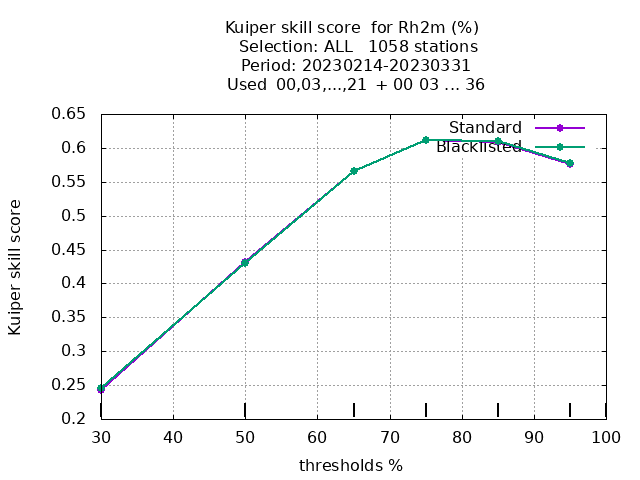 Kuiper skill score  for Rh2m (%)
Selection: ALL   1058 stations
Period: 20230214-20230331
Used  00,03,...,21  + 00 03 ... 36
Kuiper skill score
0.65
0.6
0.55
0.5
0.45
0.4
0.35
0.3
0.25
0.2
Standard
Blacklisted
30 40 50 60 70 80 90 100
thresholds %